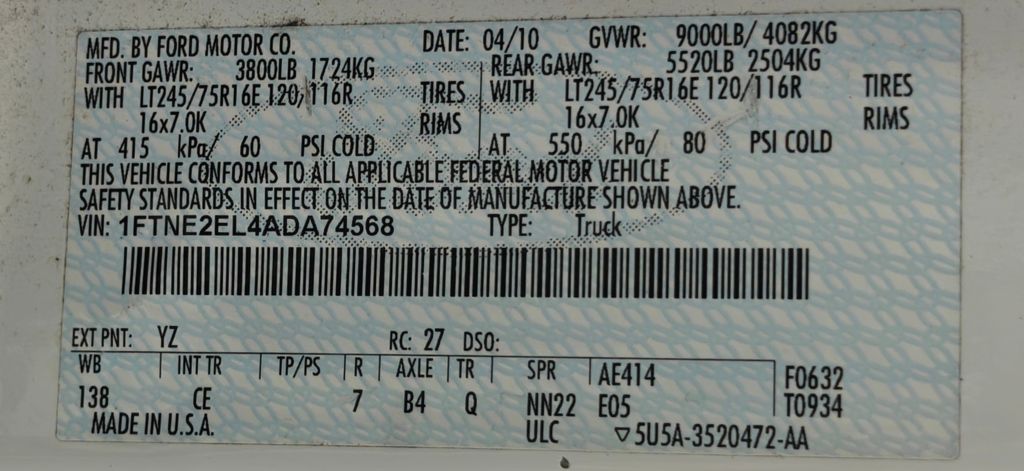 MFD. BY FORD MOTOR CO. DATE: 04/10 GVWR: 9000LB/ 4082KG
FRONT GAWR: 3800LB 1724KG REAR GAWR: 5520LB 2504KG
WITH LT245/75R16E 120/116R TIRES WITH LT245/75R16E 120/116R TIRES
16x7.0K RIMS 16x7.0K RIMS
AT 415 kPa/ 60 PSI COLD AT 550 kPa/ 80 PSI COLD
THIS VEHICLE CONFORMS TO ALL APPLICABLE FEDERAL MOTOR VEHICLE
SAFETY STANDARDS IN EFFECT ON THE DATE OF MANUFACTURE SHOWN ABOVE.
VIN: 1FTNE2EL4ADA74568 TYPE: Truck
EXT PNT: YZ RC: 27 DSO:
WB INT TR TP/PS R AXLE TR SPR AE414 F0632
138 CE 7 B4 Q NN22 E05 T0934
MADE IN U.S.A. ULC ▽5U5A-3520472-AA